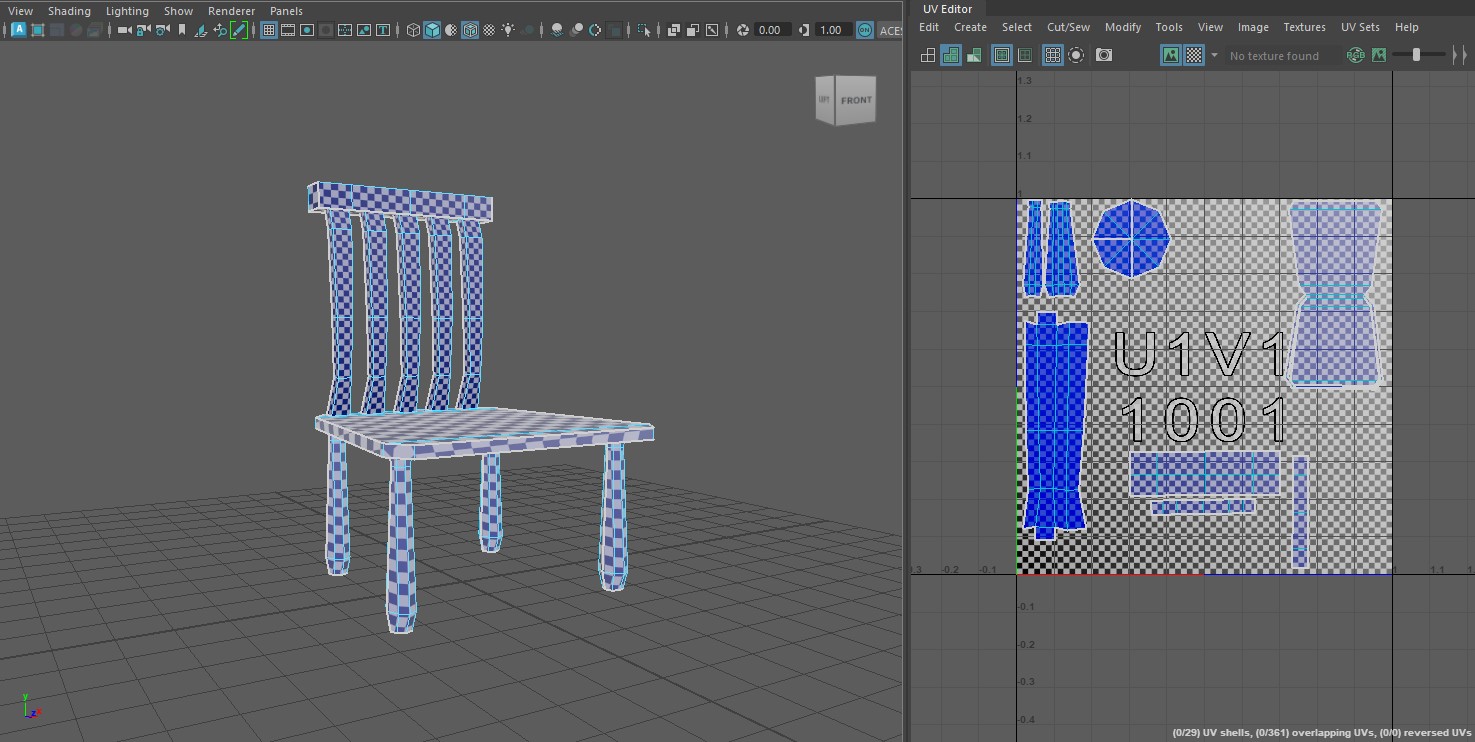 View Shading Lighting Show Renderer Panels
0.00 1.00 ON
FRONT
y
UV Editor
Edit Create Select Cut/Sew Modify Tools View Image Textures UV Sets Help
No texture found RGB
1.3
1.2
1.1
1
U1V1
1001
-0.2 -0.1 1.1
-0.1
-0.2
-0.3
-0.4
(0/29) UV shells, (0/361) overlapping UVs, (0/0) reversed UVs